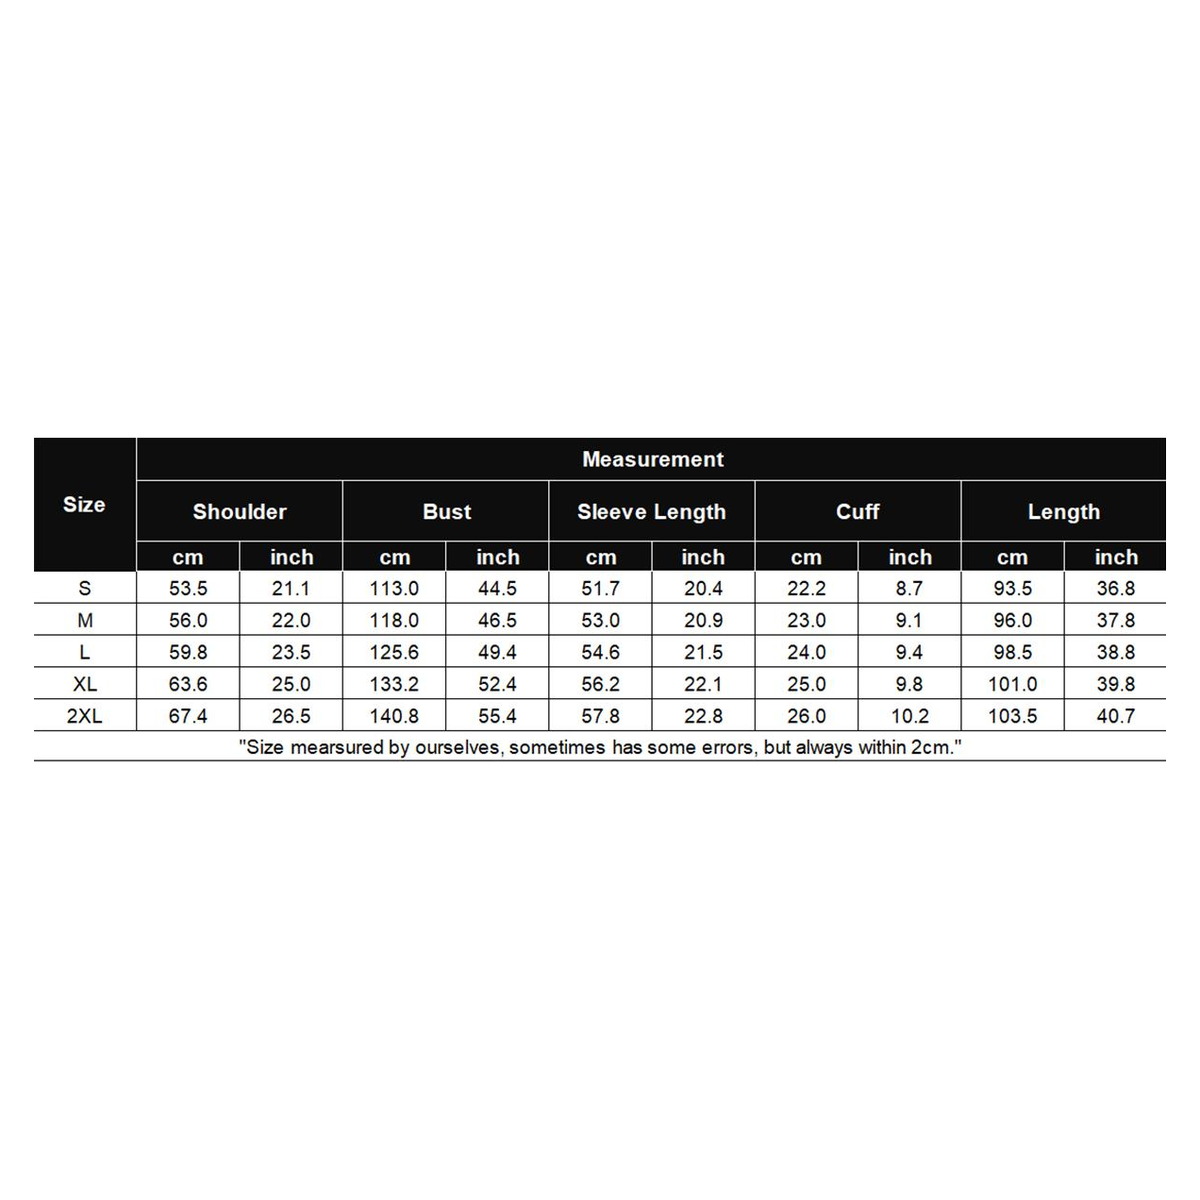 Measurement
Size
Shoulder Bust Sleeve Length Cuff Length
cm inch cm inch cm inch cm inch cm inch
S 53.5 21.1 113.0 44.5 51.7 20.4 22.2 8.7 93.5 36.8
M 56.0 22.0 118.0 46.5 53.0 20.9 23.0 9.1 96.0 37.8
L 59.8 23.5 125.6 49.4 54.6 21.5 24.0 9.4 98.5 38.8
XL 63.6 25.0 133.2 52.4 56.2 22.1 25.0 9.8 101.0 39.8
2XL 67.4 26.5 140.8 55.4 57.8 22.8 26.0 10.2 103.5 40.7
"Size mearsured by ourselves, sometimes has some errors, but always within 2cm."